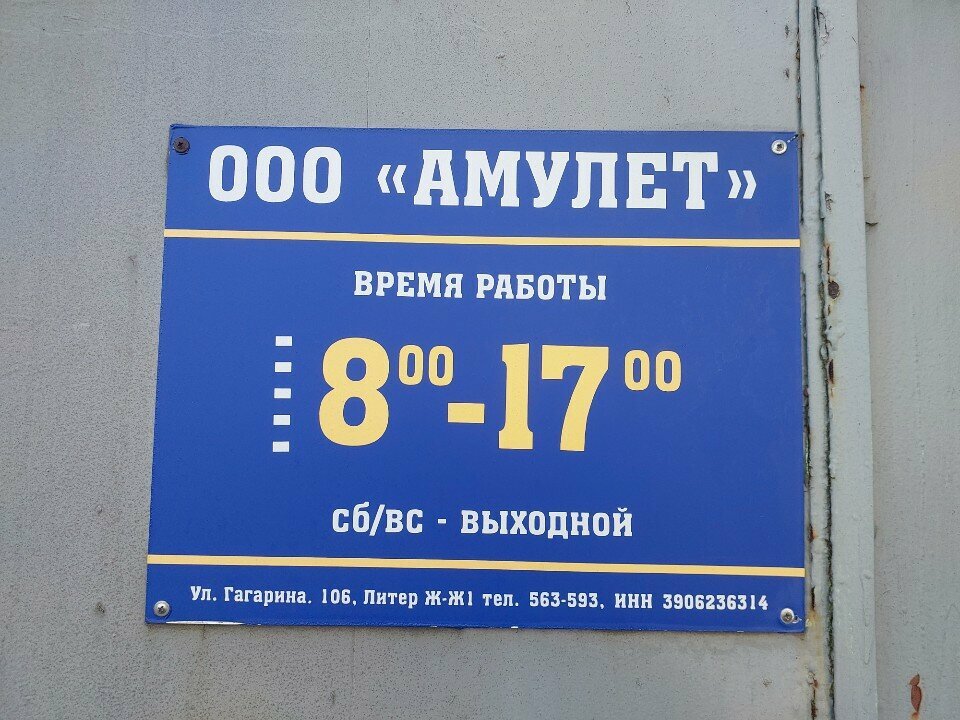 ООО «АМУЛЕТ»
ВРЕМЯ РАБОТЫ
8⁰⁰-17⁰⁰
Сб/ВС - ВЫХОДНОЙ
Ул. Гагарина. 106, Литер Ж-Ж1 тел. 563-593, ИНН 3906236314